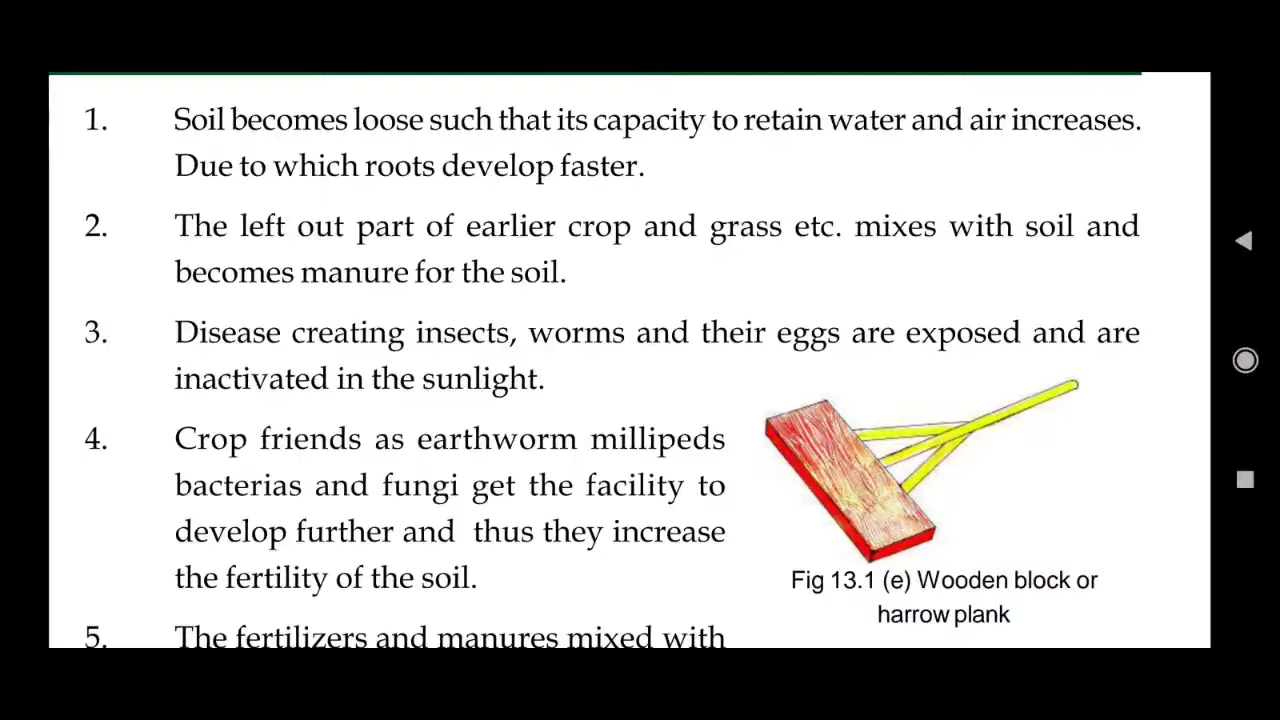 1. Soil becomes loose such that its capacity to retain water and air increases.
Due to which roots develop faster.
2. The left out part of earlier crop and grass etc. mixes with soil and
becomes manure for the soil.
3. Disease creating insects, worms and their eggs are exposed and are
inactivated in the sunlight.
4. Crop friends as earthworm millipeds
bacterias and fungi get the facility to
develop further and thus they increase
the fertility of the soil.
5. The fertilizers and manures mixed with
Fig 13.1 (e) Wooden block or
harrow plank